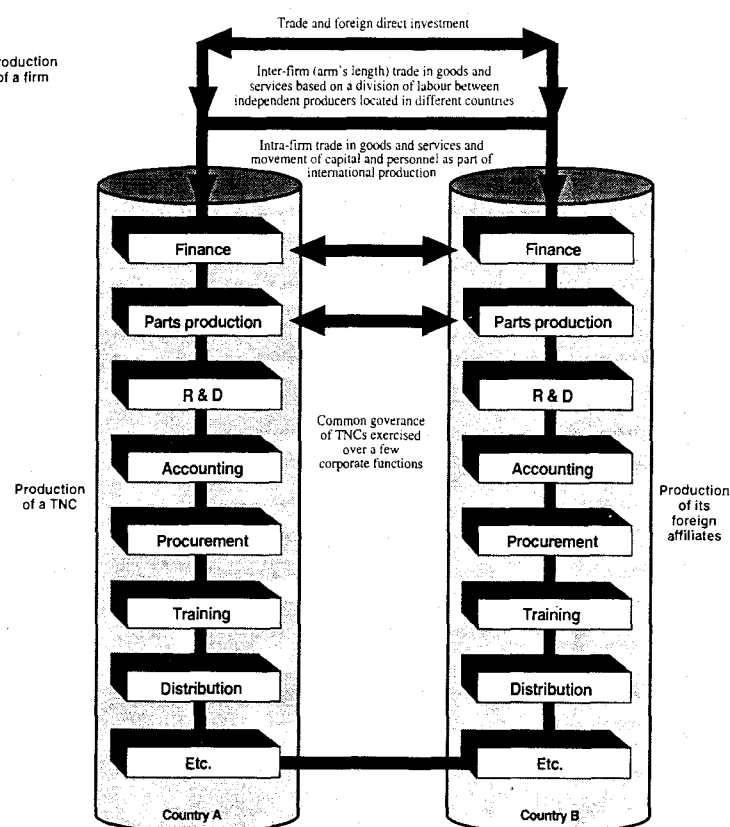 Trade and foreign direct investment
roduction
of a firm
Inter-firm (arm's length) trade in goods and
services based on a division of labour between
independent producers located in different countries
Intra-firm trade in goods and services and
movement of capital and personnel as part of
international production
Finance
Finance
Parts production
Parts production
R & D
R & D
Common goverance
of TNCs exercised
over a few
corporate functions
Accounting
Accounting
Production
of a TNC
Production
of its
foreign
affiliates
Procurement
Procurement
Training
Training
Distribution
Distribution
Etc.
Etc.
Country A
Country B